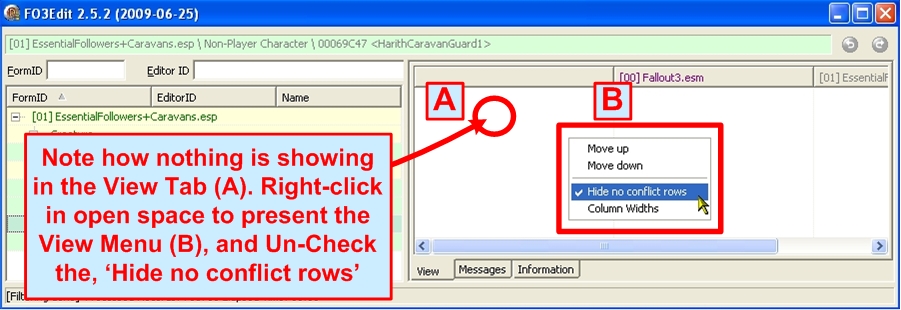 FO3Edit 2.5.2 (2009-06-25)
[01] EssentialFollowers+Caravans.esp \ Non-Player Character \ 00069C47 <HarithCaravanGuard1>
FormID Editor ID
FormID EditorID Name
[01] EssentialFollowers+Caravans.esp
[00] Fallout3.esm [01] EssentialF
A
B
Note how nothing is showing
in the View Tab (A). Right-click
in open space to present the
View Menu (B), and Un-Check
the, ‘Hide no conflict rows’
Move up
Move down
Hide no conflict rows
Column Widths
View Messages Information